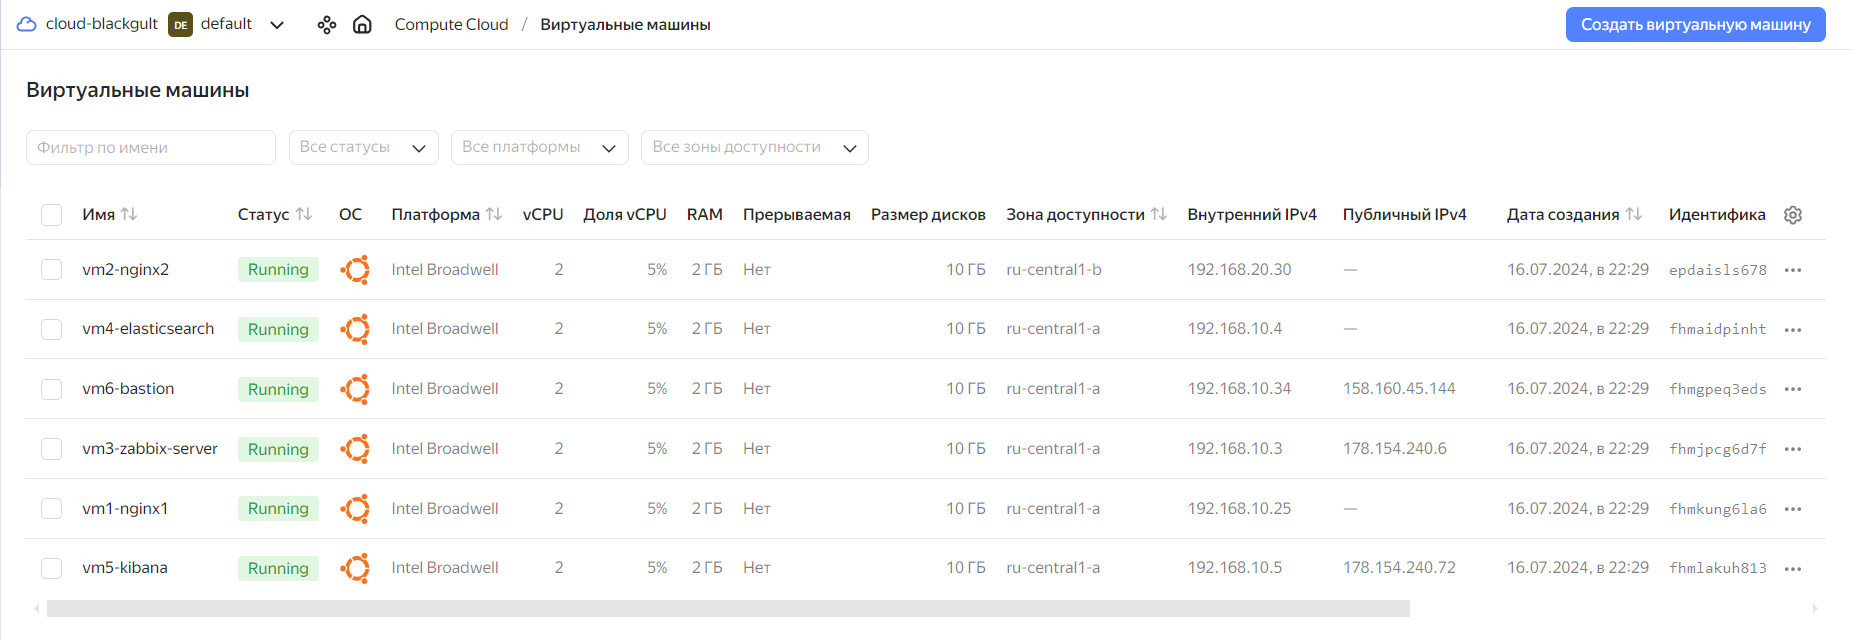 cloud-blackgult DE default Compute Cloud / Виртуальные машины Создать виртуальную машину
Виртуальные машины
Фильтр по имени Все статусы Все платформы Все зоны доступности
Имя Статус ОС Платформа vCPU Доля vCPU RAM Прерываемая Размер дисков Зона доступности Внутренний IPv4 Публичный IPv4 Дата создания Идентифика
vm2-nginx2 Running Intel Broadwell 2 5% 2 ГБ Нет 10 ГБ ru-central1-b 192.168.20.30 — 16.07.2024, в 22:29 epdaisls678
vm4-elasticsearch Running Intel Broadwell 2 5% 2 ГБ Нет 10 ГБ ru-central1-a 192.168.10.4 — 16.07.2024, в 22:29 fhmaidpinht
vm6-bastion Running Intel Broadwell 2 5% 2 ГБ Нет 10 ГБ ru-central1-a 192.168.10.34 158.160.45.144 16.07.2024, в 22:29 fhmgpeq3eds
vm3-zabbix-server Running Intel Broadwell 2 5% 2 ГБ Нет 10 ГБ ru-central1-a 192.168.10.3 178.154.240.6 16.07.2024, в 22:29 fhmjpcg6d7f
vm1-nginx1 Running Intel Broadwell 2 5% 2 ГБ Нет 10 ГБ ru-central1-a 192.168.10.25 — 16.07.2024, в 22:29 fhmkung6la6
vm5-kibana Running Intel Broadwell 2 5% 2 ГБ Нет 10 ГБ ru-central1-a 192.168.10.5 178.154.240.72 16.07.2024, в 22:29 fhmlakuh813